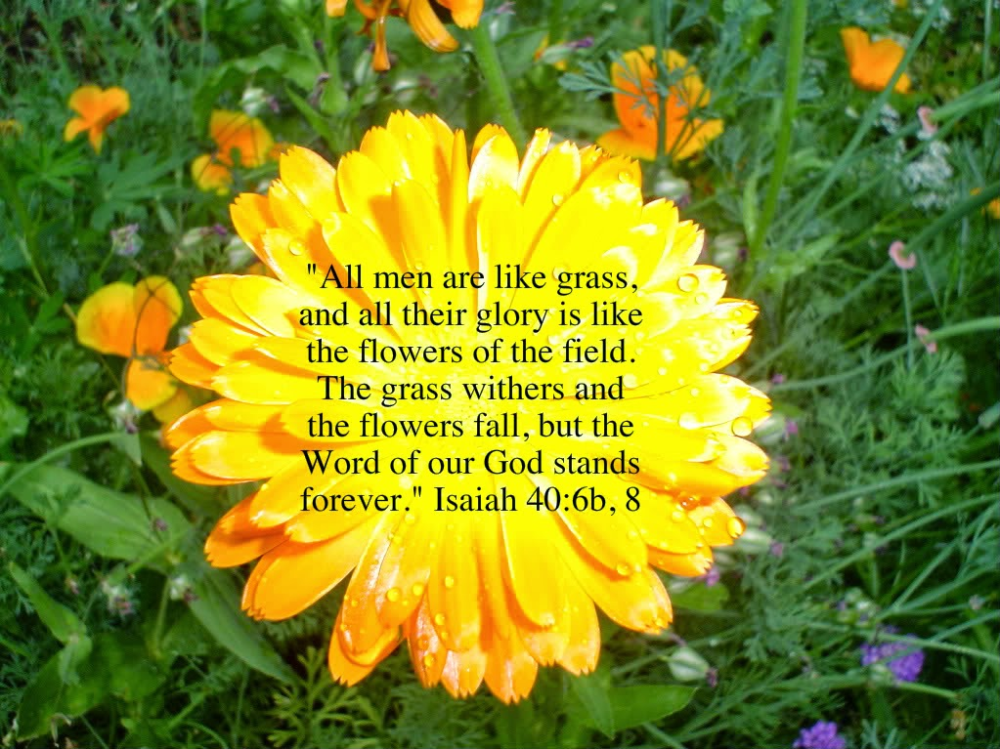 "All men are like grass,
and all their glory is like
the flowers of the field.
The grass withers and
the flowers fall, but the
Word of our God stands
forever." Isaiah 40:6b, 8